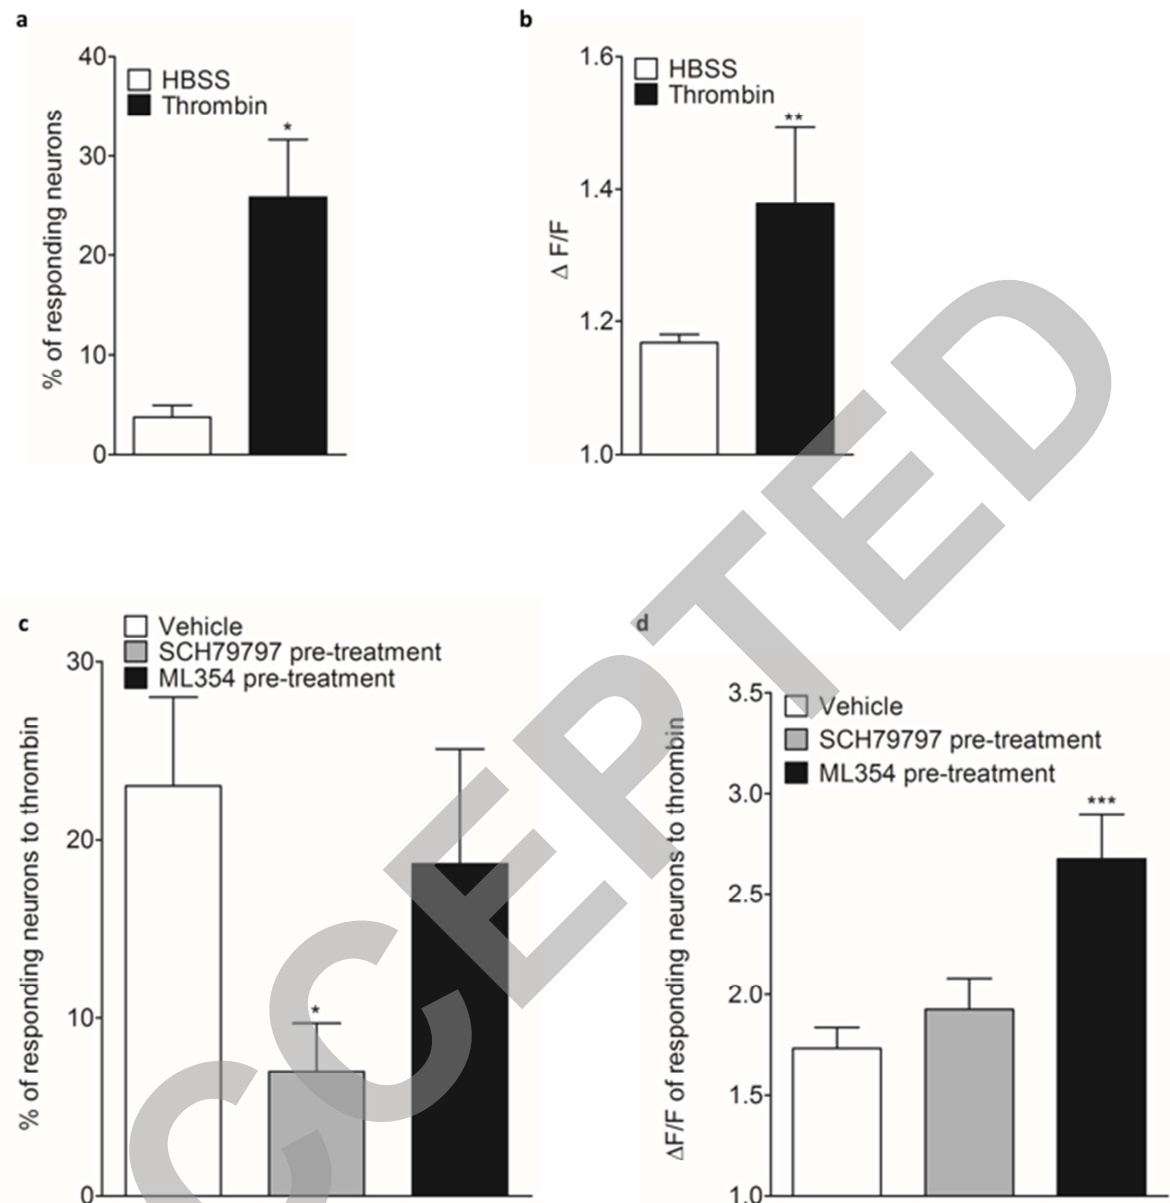 a
40
30
20
10
0
% of responding neurons
HBSS
Thrombin
*
b
1.6
1.4
1.2
1.0
Δ F/F
HBSS
Thrombin
**
c
Vehicle
SCH79797 pre-treatment
ML354 pre-treatment
30
20
10
0
% of responding neurons to thrombin
*
d
3.5
3.0
2.5
2.0
1.5
1.0
ΔF/F of responding neurons to thrombin
Vehicle
SCH79797 pre-treatment
ML354 pre-treatment
***
CCEPTED